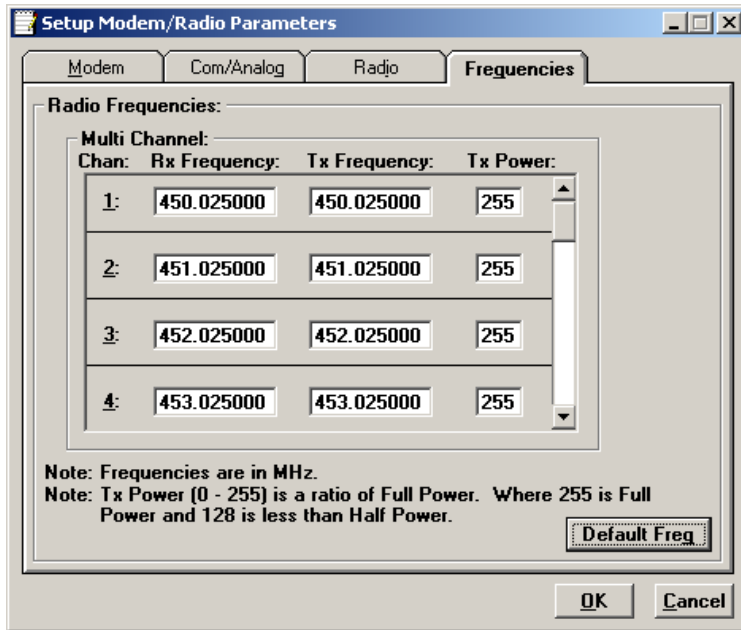 Setup Modem/Radio Parameters
Modem Com/Analog Radio Frequencies
Radio Frequencies:
Multi Channel:
Chan: Rx Frequency: Tx Frequency: Tx Power:
1: 450.025000 450.025000 255
2: 451.025000 451.025000 255
3: 452.025000 452.025000 255
4: 453.025000 453.025000 255
Note: Frequencies are in MHz.
Note: Tx Power (0 - 255) is a ratio of Full Power. Where 255 is Full
Power and 128 is less than Half Power.
Default Freq
OK Cancel